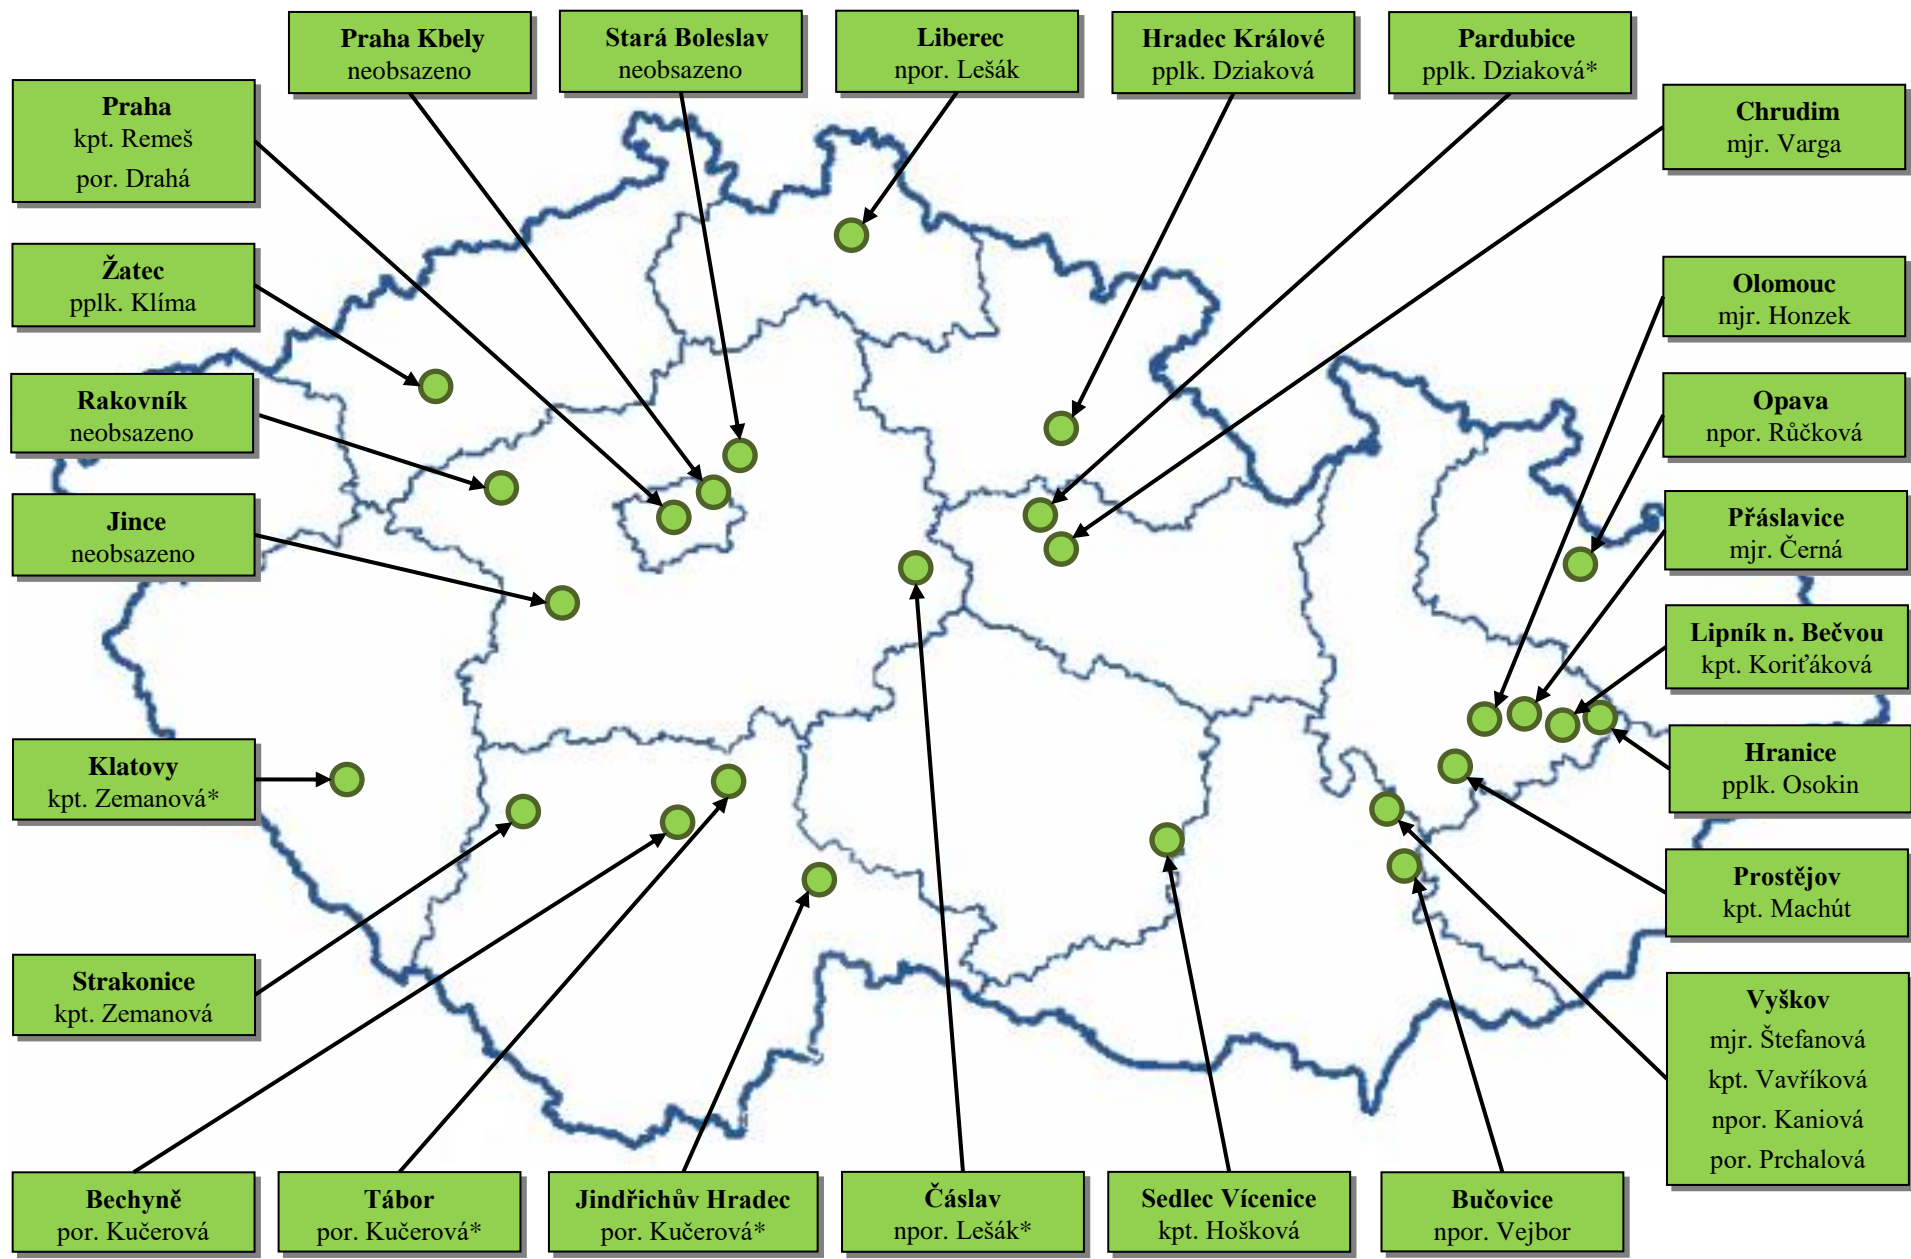 Praha Kbely
neobsazeno
Stará Boleslav
neobsazeno
Liberec
npor. Lešák
Hradec Králové
pplk. Dziaková
Pardubice
pplk. Dziaková*
Praha
kpt. Remeš
por. Drahá
Chrudim
mjr. Varga
Žatec
pplk. Klíma
Olomouc
mjr. Honzek
Rakovník
neobsazeno
Opava
npor. Růčková
Jince
neobsazeno
Přáslavice
mjr. Černá
Lipník n. Bečvou
kpt. Koriťáková
Klatovy
kpt. Zemanová*
Hranice
pplk. Osokin
Prostějov
kpt. Machút
Strakonice
kpt. Zemanová
Vyškov
mjr. Štefanová
kpt. Vavříková
npor. Kaniová
por. Prchalová
Bechyně
por. Kučerová
Tábor
por. Kučerová*
Jindřichův Hradec
por. Kučerová*
Čáslav
npor. Lešák*
Sedlec Vícenice
kpt. Hošková
Bučovice
npor. Vejbor